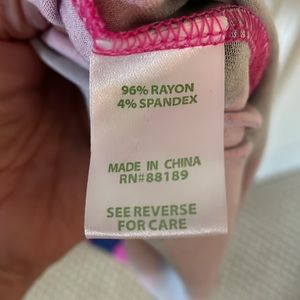 96% RAYON
4% SPANDEX
MADE IN CHINA
RN#88189
SEE REVERSE
FOR CARE